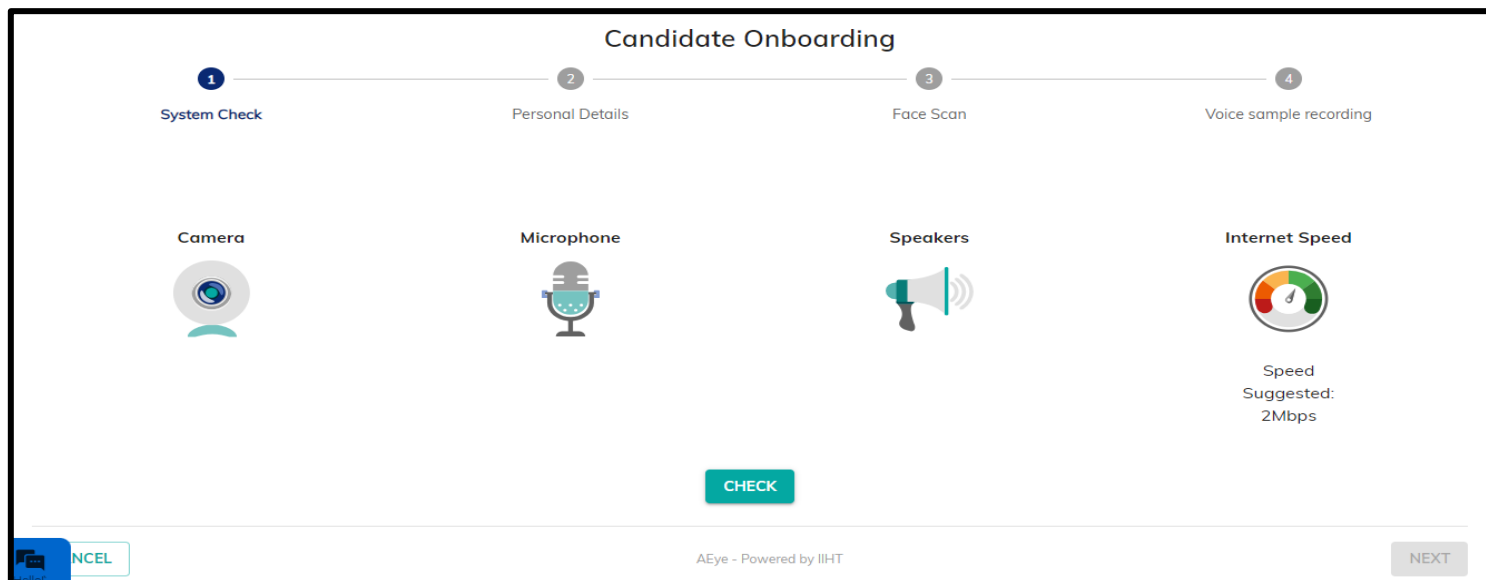 Candidate Onboarding
1 2 3 4
System Check Personal Details Face Scan Voice sample recording
Camera Microphone Speakers Internet Speed
Speed
Suggested:
2Mbps
CHECK
NCEL AEye - Powered by IIHT NEXT